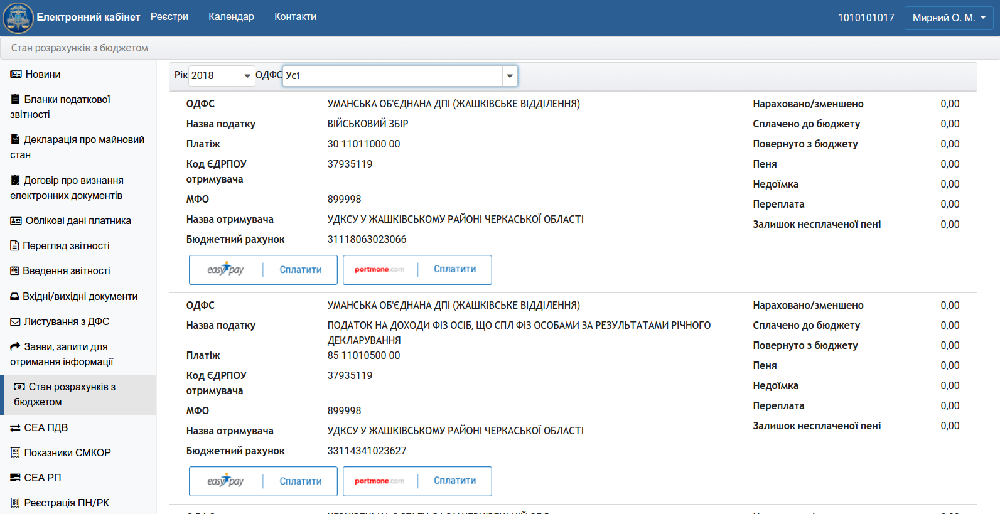 Електронний кабінет Реєстри Календар Контакти 1010101017 Мирний О. М.
Стан розрахунків з бюджетом
Новини
Бланки податкової
звітності
Декларація про майновий
стан
Договір про визнання
електронних документів
Облікові дані платника
Перегляд звітності
Введення звітності
Вхідні/вихідні документи
Листування з ДФС
Заяви, запити для
отримання інформації
Стан розрахунків з
бюджетом
СЕА ПДВ
Показники СМКОР
СЕА РП
Реєстрація ПН/РК
Рік 2018 ОДФС Усі
ОДФС УМАНСЬКА ОБ'ЄДНАНА ДПІ (ЖАШКІВСЬКЕ ВІДДІЛЕННЯ)
Назва податку ВІЙСЬКОВИЙ ЗБІР
Платіж 30 11011000 00
Код ЄДРПОУ 37935119
отримувача
МФО 899998
Назва отримувача УДКСУ У ЖАШКІВСЬКОМУ РАЙОНІ ЧЕРКАСЬКОЇ ОБЛАСТІ
Бюджетний рахунок 31118063023066
Нараховано/зменшено 0,00
Сплачено до бюджету 0,00
Повернуто з бюджету 0,00
Пеня 0,00
Недоїмка 0,00
Переплата 0,00
Залишок несплаченої пені 0,00
easypay Сплатити portmone.com Сплатити
ОДФС УМАНСЬКА ОБ'ЄДНАНА ДПІ (ЖАШКІВСЬКЕ ВІДДІЛЕННЯ)
Назва податку ПОДАТОК НА ДОХОДИ ФІЗ ОСІБ, ЩО СПЛ ФІЗ ОСОБАМИ ЗА РЕЗУЛЬТАТАМИ РІЧНОГО
ДЕКЛАРУВАННЯ
Платіж 85 11010500 00
Код ЄДРПОУ 37935119
отримувача
МФО 899998
Назва отримувача УДКСУ У ЖАШКІВСЬКОМУ РАЙОНІ ЧЕРКАСЬКОЇ ОБЛАСТІ
Бюджетний рахунок 33114341023627
Нараховано/зменшено 0,00
Сплачено до бюджету 0,00
Повернуто з бюджету 0,00
Пеня 0,00
Недоїмка 0,00
Переплата 0,00
Залишок несплаченої пені 0,00
easypay Сплатити portmone.com Сплатити